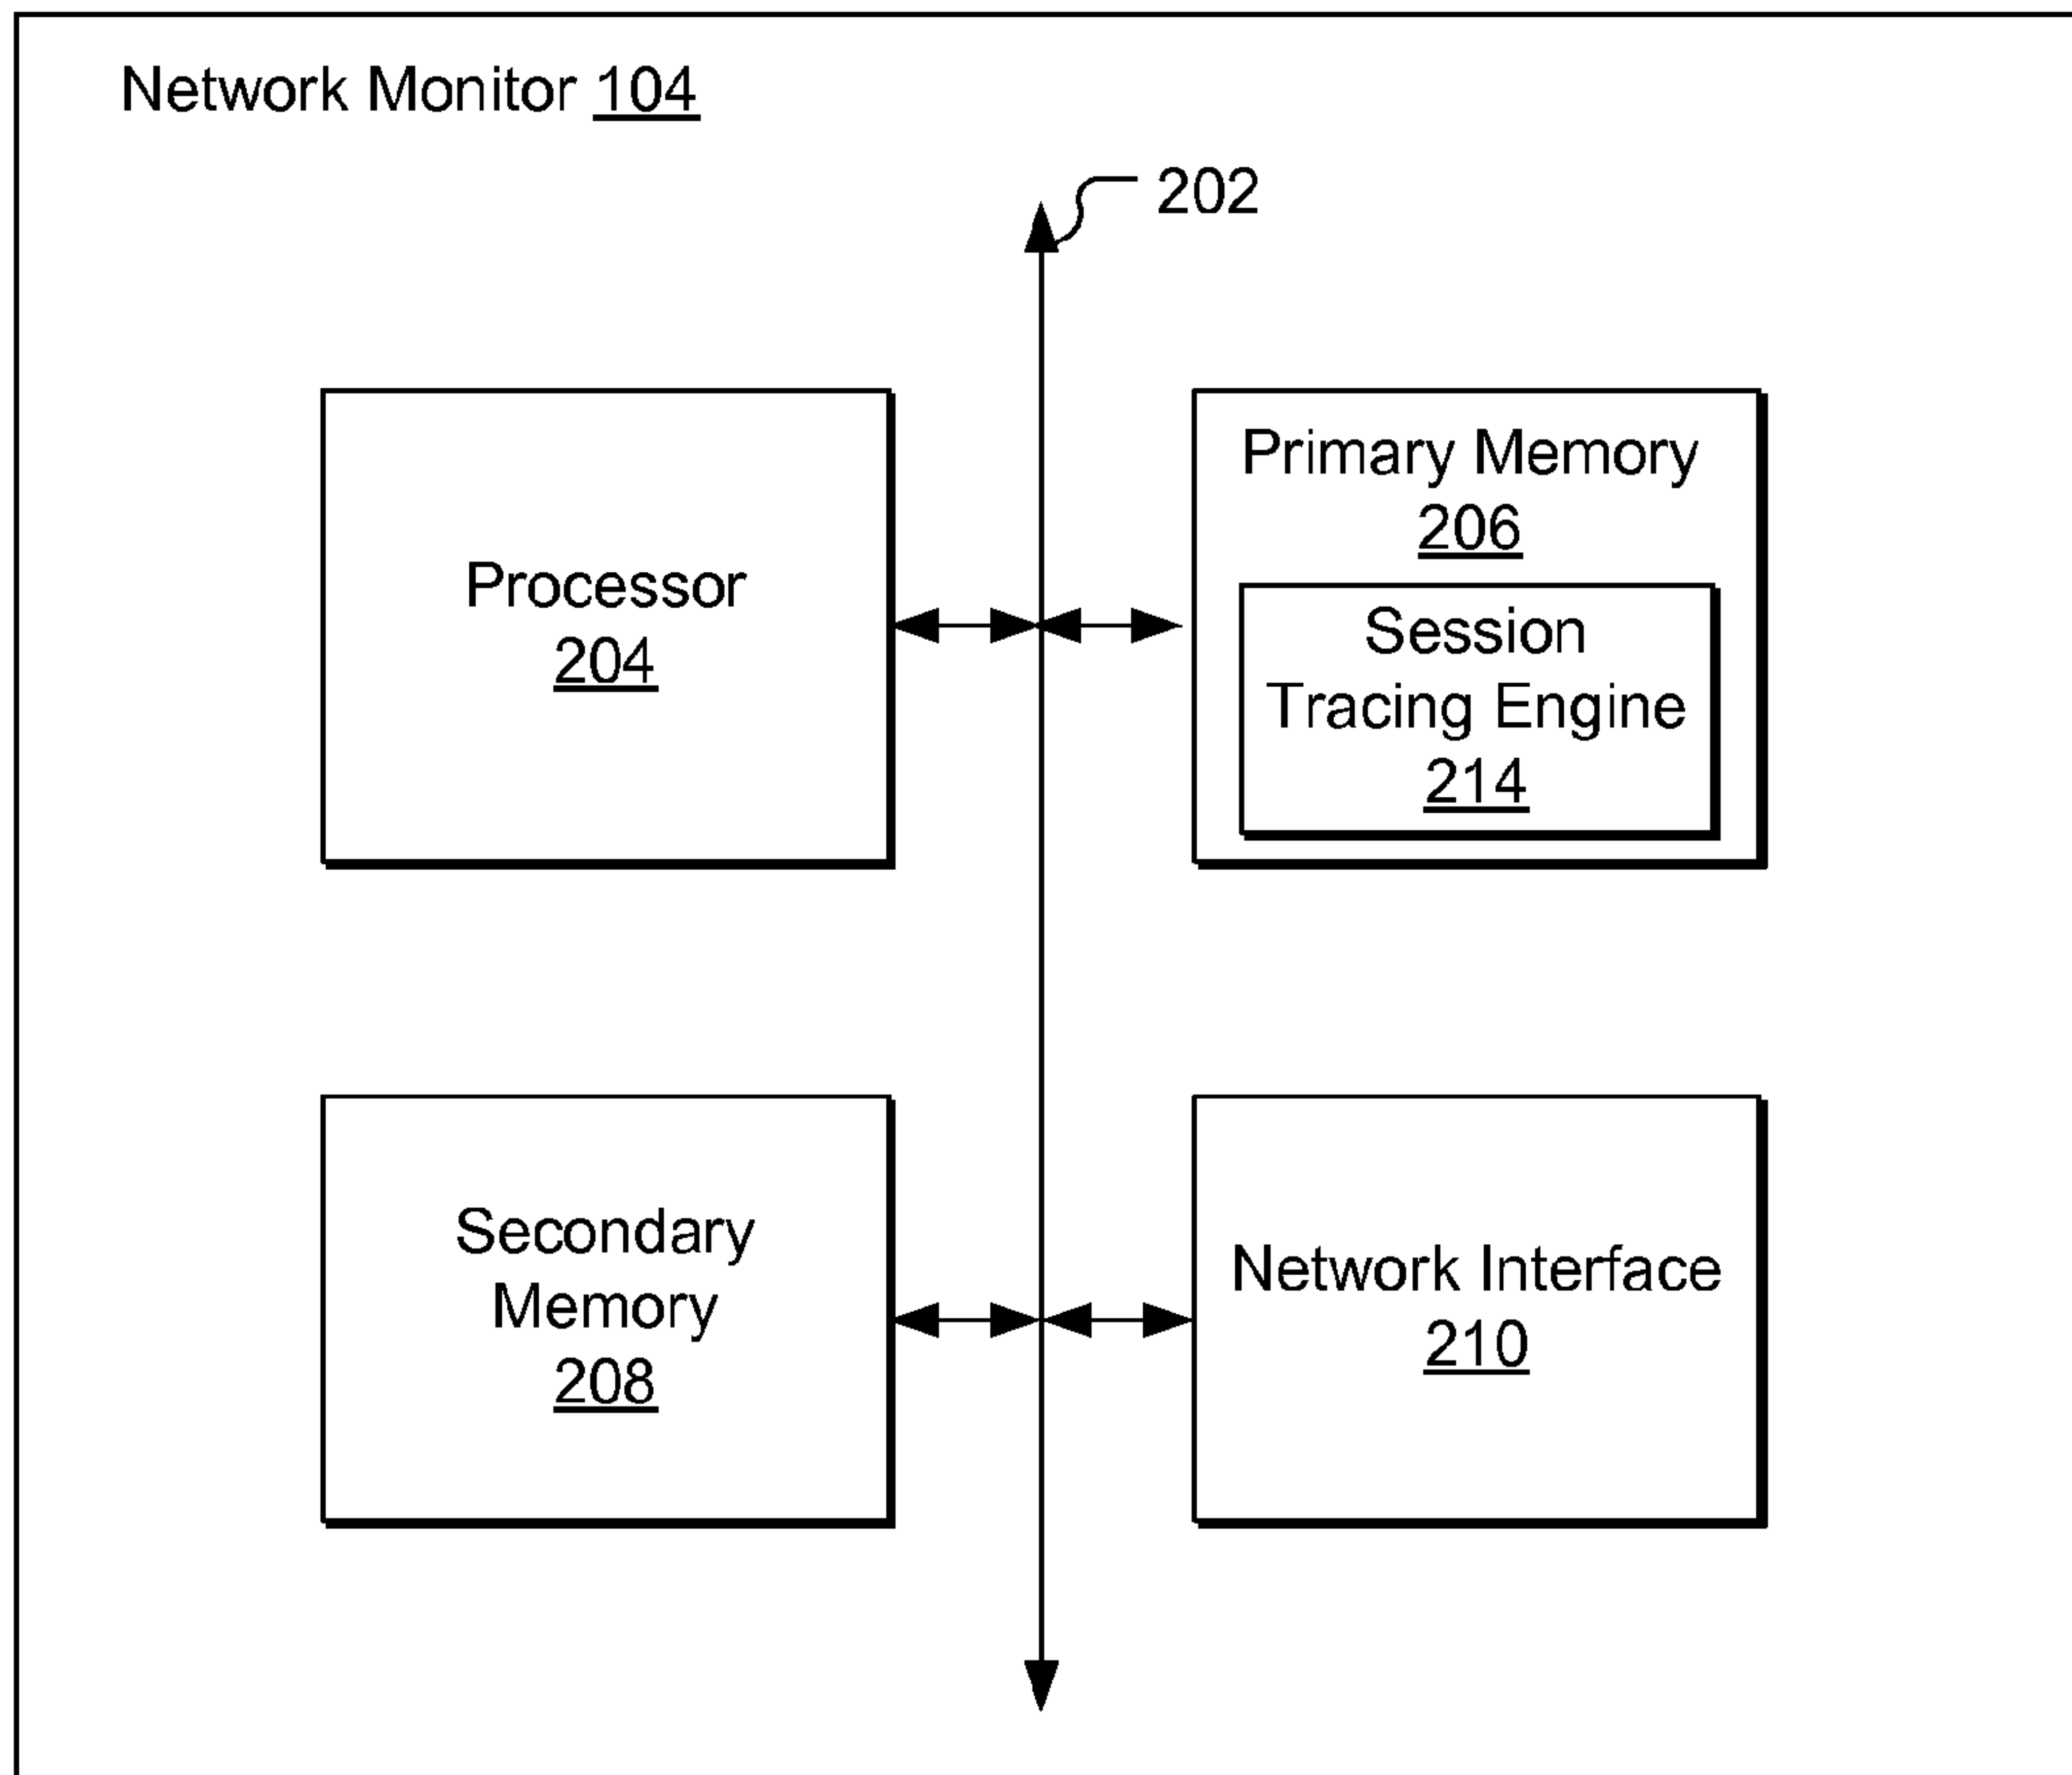 Network Monitor 104
202
Processor
204
Primary Memory
206
Session
Tracing Engine
214
Secondary
Memory
208
Network Interface
210